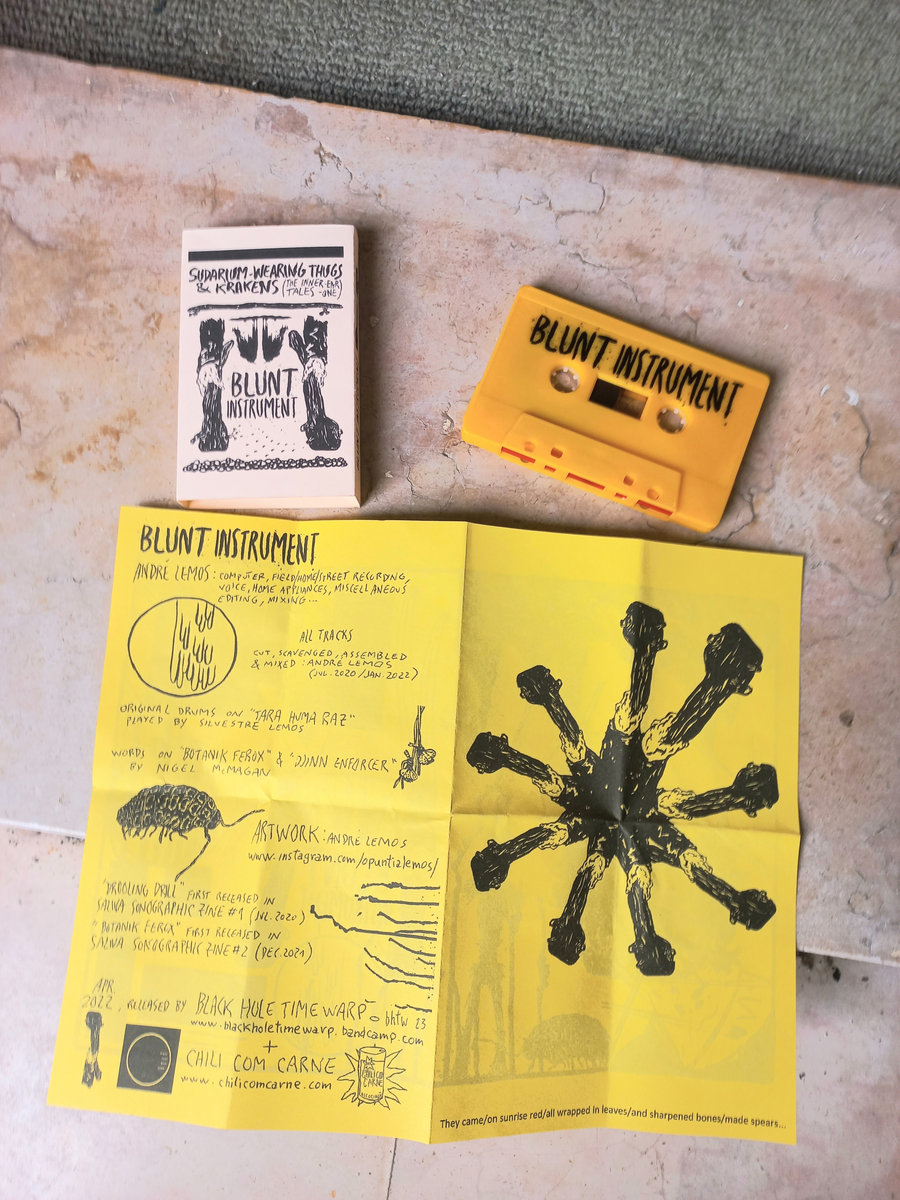 SUDARIUM-WEARING THUGS
& KRAKENS (THE INNER-EAR
TALES -ONE)
BLUNT
INSTRUMENT
BLUNT INSTRUMENT
BLUNT INSTRUMENT
ANDRÉ LEMOS: COMPUTER, FIELD/HOME/STREET RECORDING,
VOICE, HOME APPLIANCES, MISCELLANEOUS
EDITING, MIXING...
ALL TRACKS
CUT, SCAVENGED, ASSEMBLED
& MIXED: ANDRÉ LEMOS
(JUL. 2020/JAN. 2022)
ORIGINAL DRUMS ON "JARA HUMA RAZ"
PLAYED BY SILVESTRE LEMOS
WORDS ON "BOTANIK FEROX" & "DJINN ENFORCER"
BY NIGEL McMAGAN
ARTWORK: ANDRÉ LEMOS
www.instagram.com/opuntialemos/
"DROOLING DRILL" FIRST RELEASED IN
SALIVA SONOGRAPHIC ZINE #1 (JUL. 2020)
"BOTANIK FEROX" FIRST RELEASED IN
SALIVA SONOGRAPHIC ZINE #2 (DEC. 2021)
APR.
2022, RELEASED BY BLACK HOLE TIME WARP - bhtw 23
www.blackholetimewarp.bandcamp.com
+
CHILI COM CARNE
www.chilicomcarne.com
CHILI COM
CARNE
They came/on sunrise red/all wrapped in leaves/and sharpened bones/made spears...